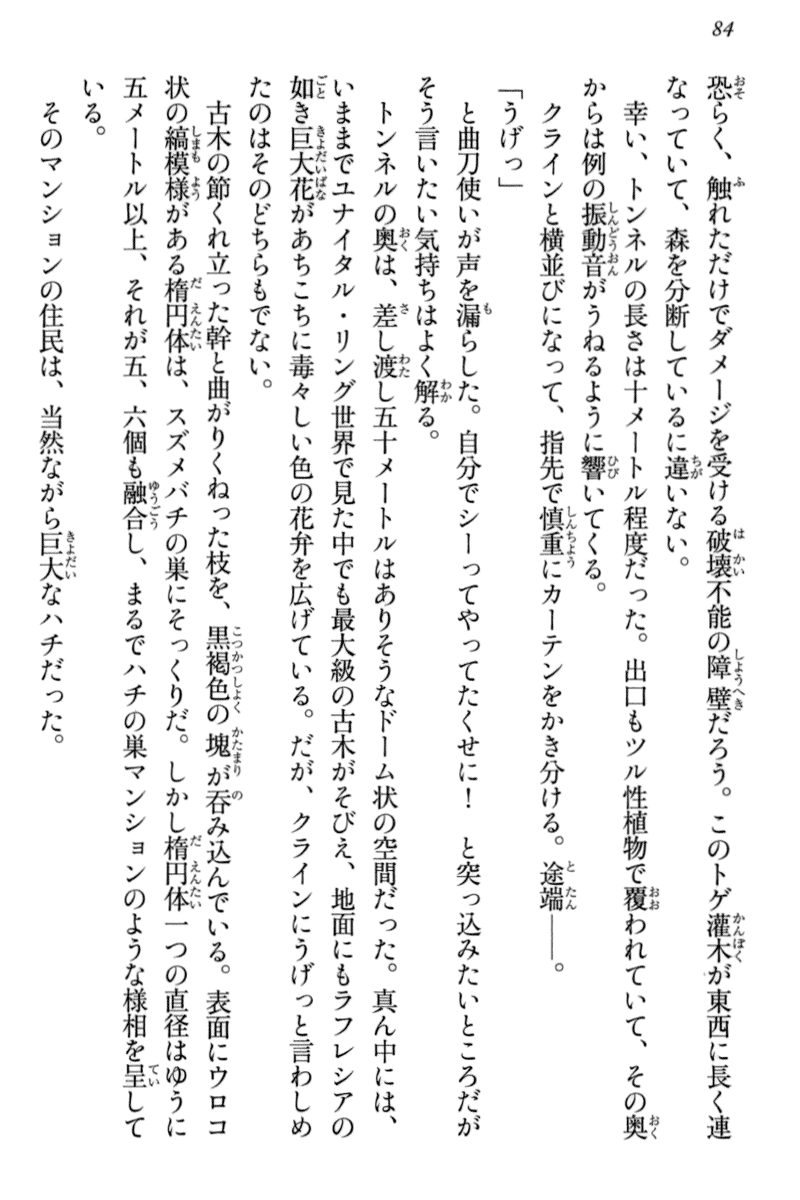 84
恐らく、触れただけでダメージを受ける破壊不能の障壁だろう。このトゲ灌木が東西に長く連
なっていて、森を分断しているに違いない。
幸い、トンネルの長さは十メートル程度だった。出口もツル性植物で覆われていて、その奥
からは例の振動音がうねるように響いてくる。
クラインと横並びになって、指先で慎重にカーテンをかき分ける。途端――。
「うげっ」
と曲刀使いが声を漏らした。自分でシーってやってたくせに！　と突っ込みたいところだが
そう言いたい気持ちはよく解る。
トンネルの奥は、差し渡し五十メートルはありそうなドーム状の空間だった。真ん中には、
いままでユナイタル・リング世界で見た中でも最大級の古木がそびえ、地面にもラフレシアの
如き巨大花があちこちに毒々しい色の花弁を広げている。だが、クラインにうげっと言わしめ
たのはそのどちらもでない。
古木の節くれ立った幹と曲がりくねった枝を、黒褐色の塊が呑み込んでいる。表面にウロコ
状の縞模様がある楕円体は、スズメバチの巣にそっくりだ。しかし楕円体一つの直径はゆうに
五メートル以上、それが五、六個も融合し、まるでハチの巣マンションのような様相を呈して
いる。
そのマンションの住民は、当然ながら巨大なハチだった。